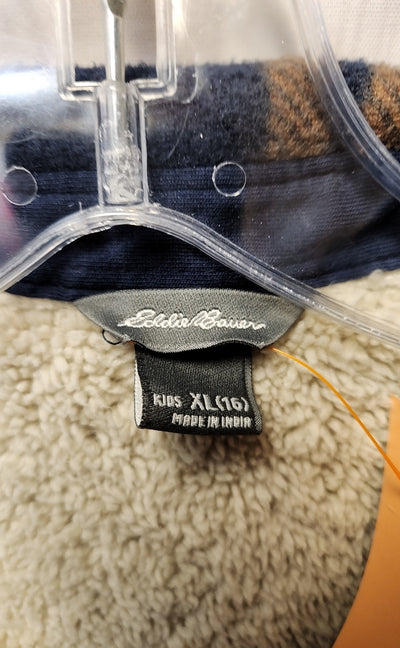 Eddie Bauer
KIDS XL(16)
MADE IN INDIA